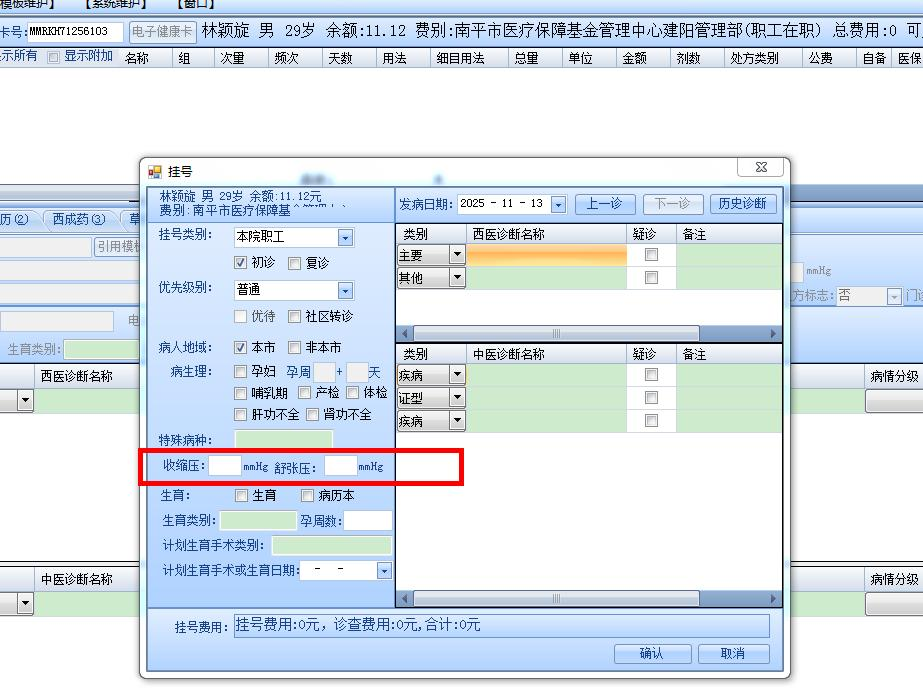 模板维护】 【系统维护】 【窗口】
卡号: MMRKH71256103 电子健康卡 林颖旋 男 29岁 余额:11.12 费别:南平市医疗保障基金管理中心建阳管理部(职工在职) 总费用:0 可
示所有 显示附加 名称 组 次量 频次 天数 用法 细目用法 总量 单位 金额 剂数 处方类别 公费 自备 医保
历(2) 西成药(3) 草
引用模板
电
生育类别:
西医诊断名称
中医诊断名称
mmHg
方标志: 否 门诊
病情分级
病情分级
挂号
林颖旋 男 29岁 余额:11.12元
费别:南平市医疗保障基
挂号类别: 本院职工
初诊 复诊
优先级别: 普通
优待 社区转诊
病人地域: 本市 非本市
病生理: 孕妇 孕周 + 天
哺乳期 产检 体检
肝功不全 肾功不全
特殊病种:
收缩压: mmHg 舒张压: mmHg
生育: 生育 病历本
生育类别: 孕周数:
计划生育手术类别:
计划生育手术或生育日期: - -
发病日期: 2025 - 11 - 13 上一诊 下一诊 历史诊断
类别 西医诊断名称 疑诊 备注
主要
其他
类别 中医诊断名称 疑诊 备注
疾病
证型
疾病
挂号费用: 挂号费用:0元，诊查费用:0元,合计:0元
确认 取消